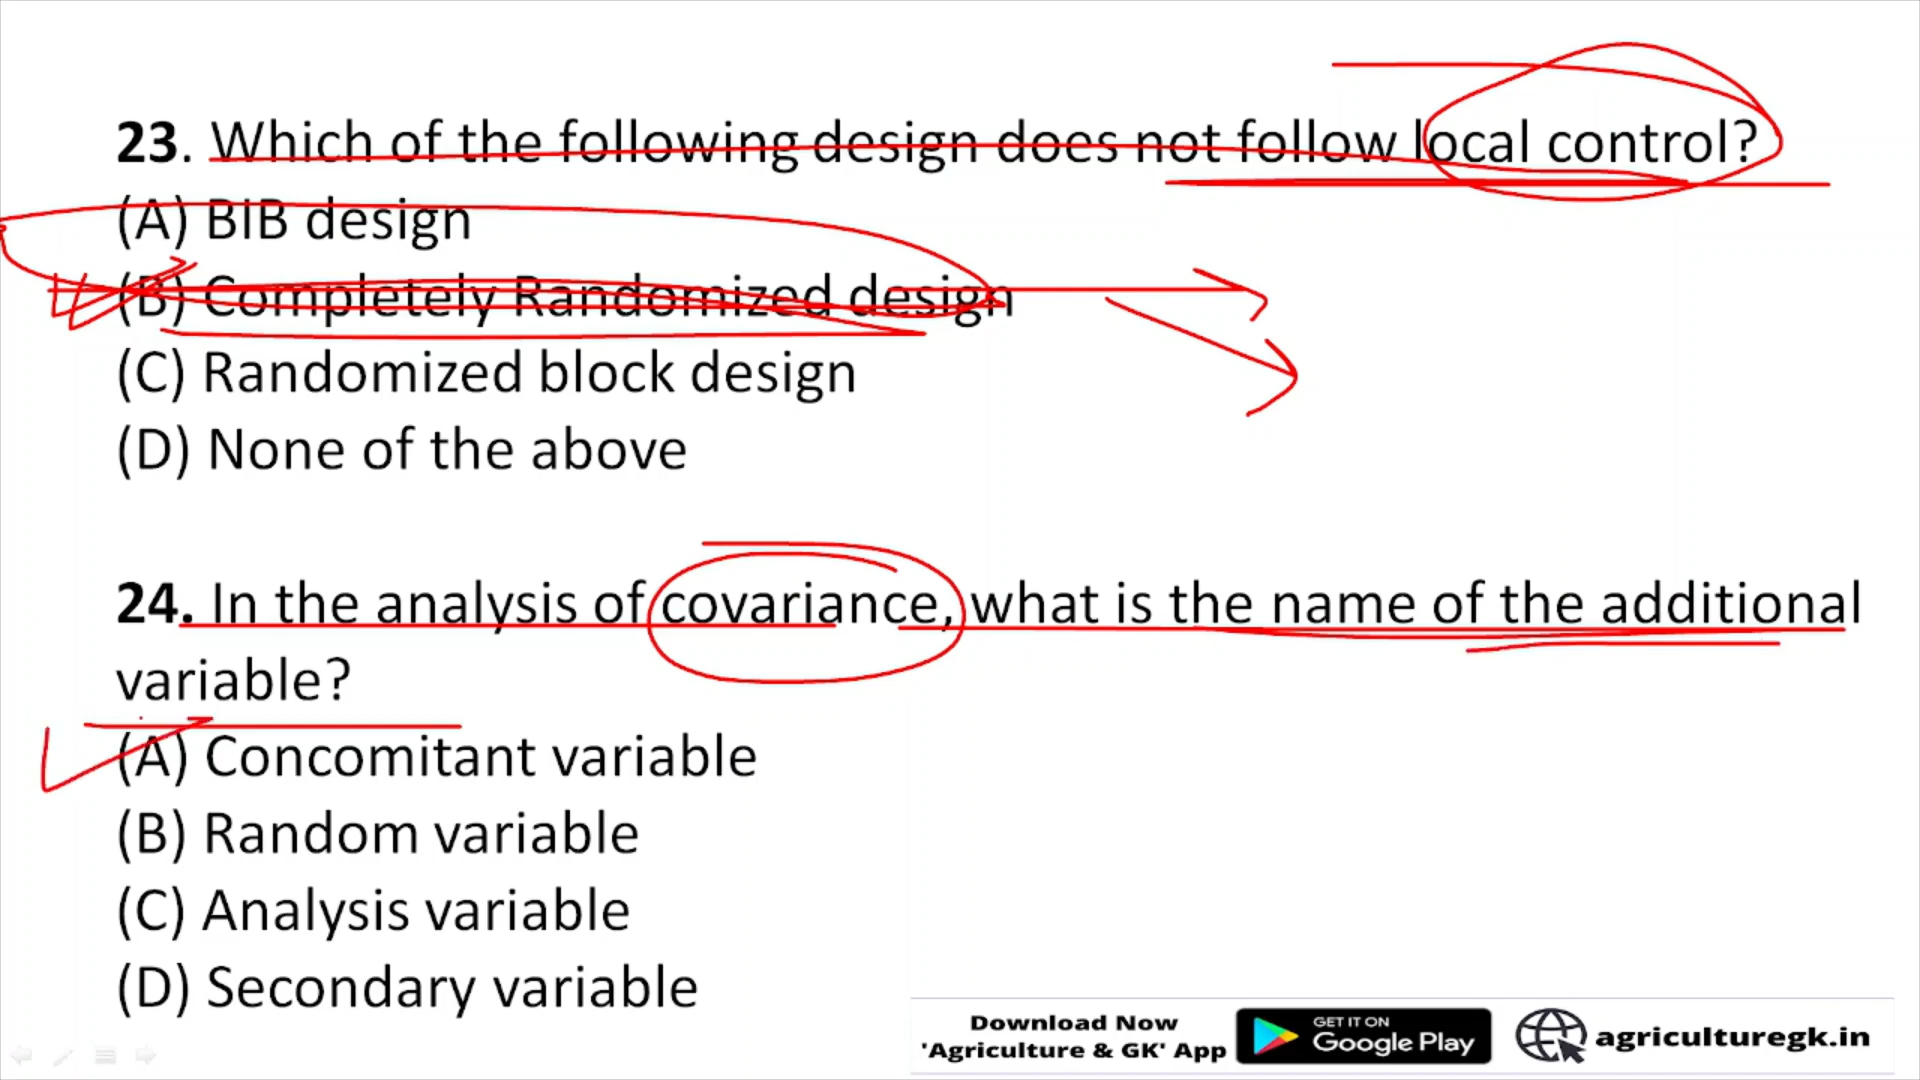 23. Which of the following design does not follow local control?
(A) BIB design
(B) Completely Randomized design
(C) Randomized block design
(D) None of the above
24. In the analysis of covariance, what is the name of the additional
variable?
(A) Concomitant variable
(B) Random variable
(C) Analysis variable
(D) Secondary variable
Download Now
'Agriculture & GK' App
GET IT ON
Google Play
agriculturegk.in